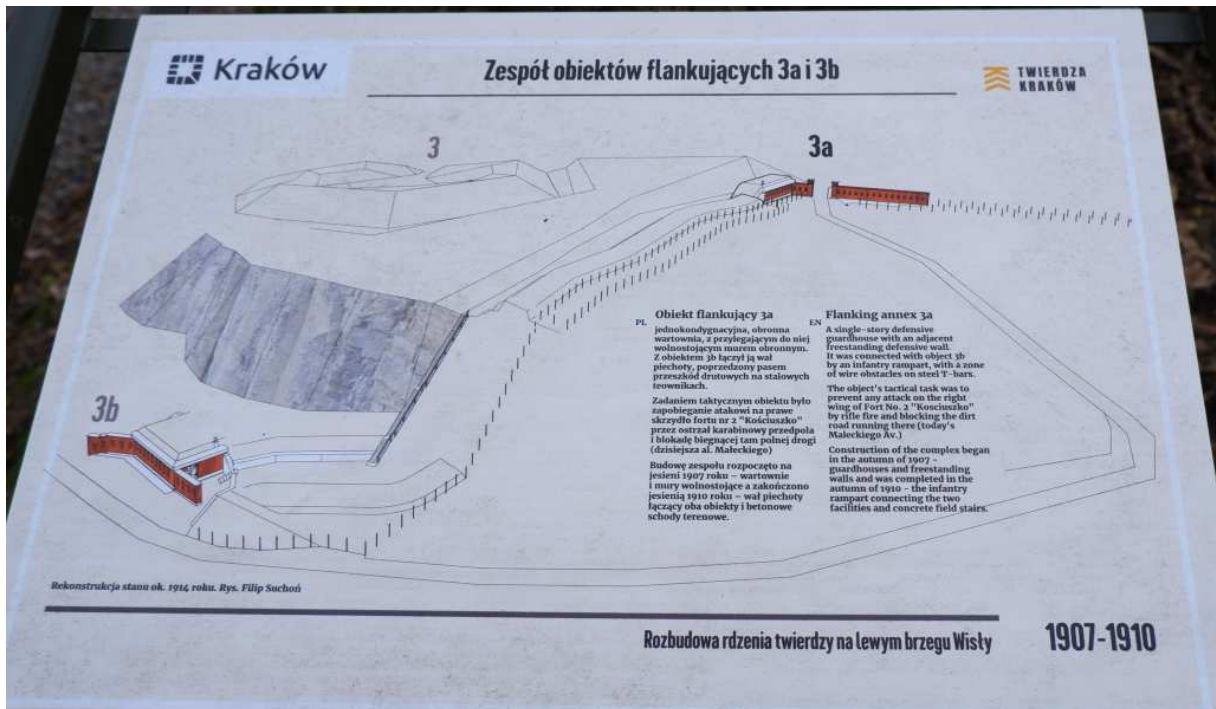 Kraków
Zespół obiektów flankujących 3a i 3b
TWIERDZA
KRAKÓW
3
3a
3b
PL
Obiekt flankujący 3a
jednokondygnacyjna, obronna
wartownia, z przylegającym do niej
wolnostojącym murem obronnym.
Z obiektem 3b łączył ją wał
piechoty, poprzedzony pasem
przeszkód drutowych na stalowych
teownikach.
Zadaniem taktycznym obiektu było
zapobieganie atakowi na prawe
skrzydło fortu nr 2 "Kościuszko"
przez ostrzał karabinowy przedpola
i blokadę biegnącej tam polnej drogi
(dzisiejsza al. Małeckiego)
Budowę zespołu rozpoczęto na
jesieni 1907 roku – wartownie
i mury wolnostojące a zakończono
jesienią 1910 roku – wał piechoty
łączący oba obiekty i betonowe
schody terenowe.
EN
Flanking annex 3a
A single-story defensive
guardhouse with an adjacent
freestanding defensive wall.
It was connected with object 3b
by an infantry rampart, with a zone
of wire obstacles on steel T-bars.
The object's tactical task was to
prevent any attack on the right
wing of Fort No. 2 "Kosciuszko"
by rifle fire and blocking the dirt
road running there (today's
Małeckiego Av.)
Construction of the complex began
in the autumn of 1907 -
guardhouses and freestanding
walls and was completed in the
autumn of 1910 - the infantry
rampart connecting the two
facilities and concrete field stairs.
Rekonstrukcja stanu ok. 1914 roku. Rys. Filip Suchoń
Rozbudowa rdzenia twierdzy na lewym brzegu Wisły
1907-1910